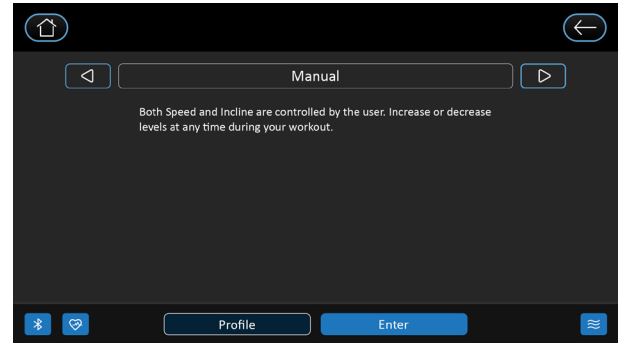 Manual
Both Speed and Incline are controlled by the user. Increase or decrease
levels at any time during your workout.
Profile
Enter